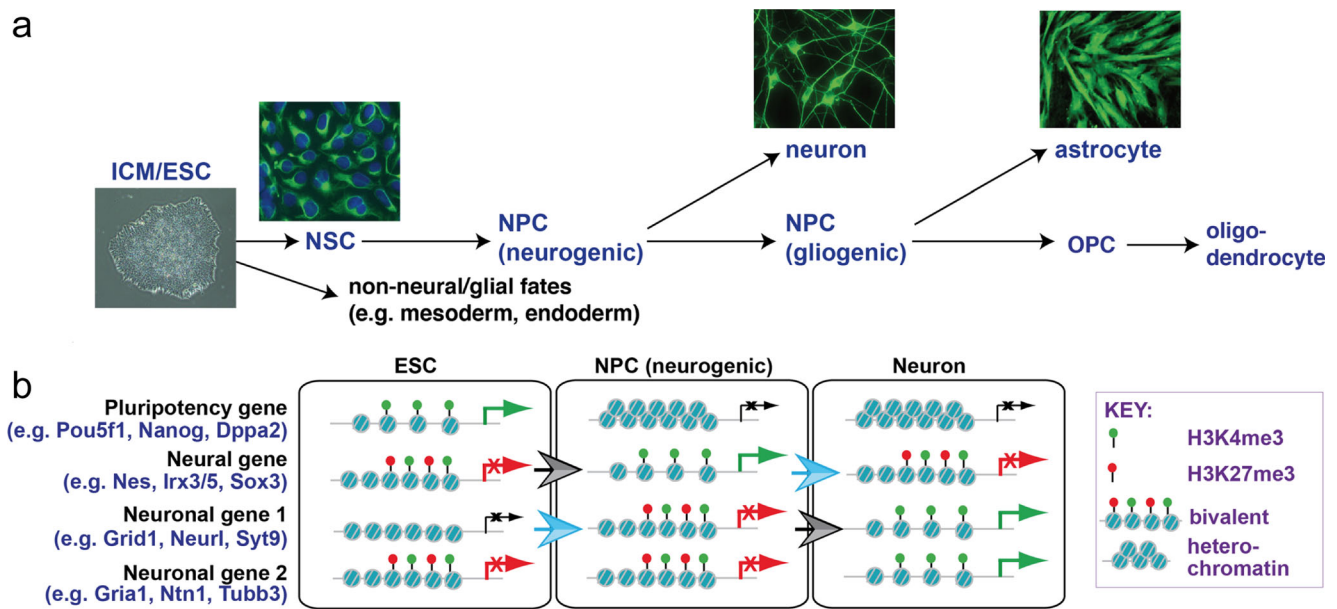 a
ICM/ESC
NSC
NPC
(neurogenic)
neuron
NPC
(gliogenic)
astrocyte
OPC
oligo-
dendrocyte
non-neural/glial fates
(e.g. mesoderm, endoderm)
b
ESC
NPC (neurogenic)
Neuron
Pluripotency gene
(e.g. Pou5f1, Nanog, Dppa2)
Neural gene
(e.g. Nes, Irx3/5, Sox3)
Neuronal gene 1
(e.g. Grid1, Neurl, Syt9)
Neuronal gene 2
(e.g. Gria1, Ntn1, Tubb3)
KEY:
H3K4me3
H3K27me3
bivalent
hetero-
chromatin